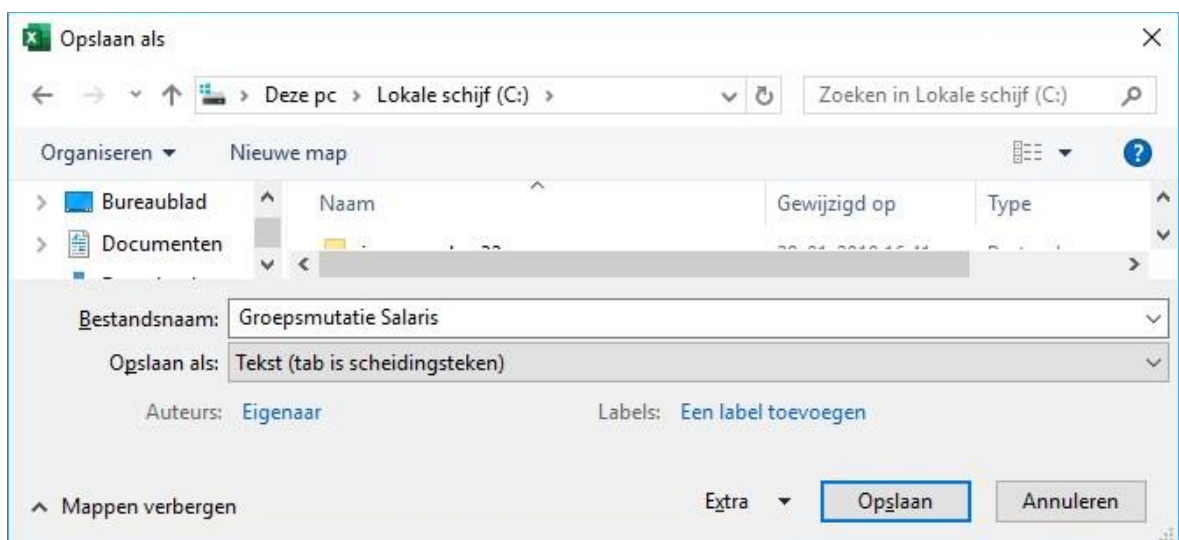 Opslaan als
Deze pc > Lokale schijf (C:) >
Zoeken in Lokale schijf (C:)
Organiseren
Nieuwe map
Bureaublad
Naam
Gewijzigd op
Type
Documenten
Bestandsnaam: Groepsmutatie Salaris
Opslaan als: Tekst (tab is scheidingsteken)
Auteurs: Eigenaar
Labels: Een label toevoegen
Mappen verbergen
Extra
Opslaan
Annuleren